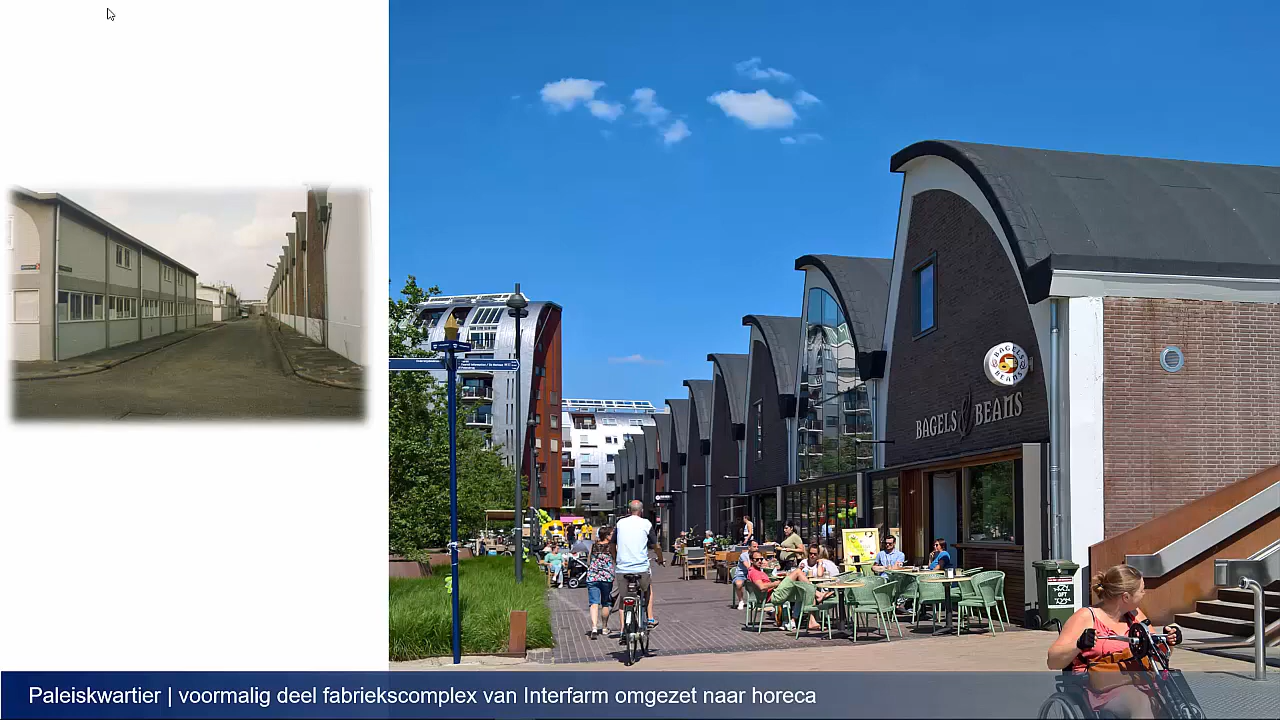 BAGELS
BEANS
BAGELS & BEANS
Paleiskwartier | voormalig deel fabriekscomplex van Interfarm omgezet naar horeca